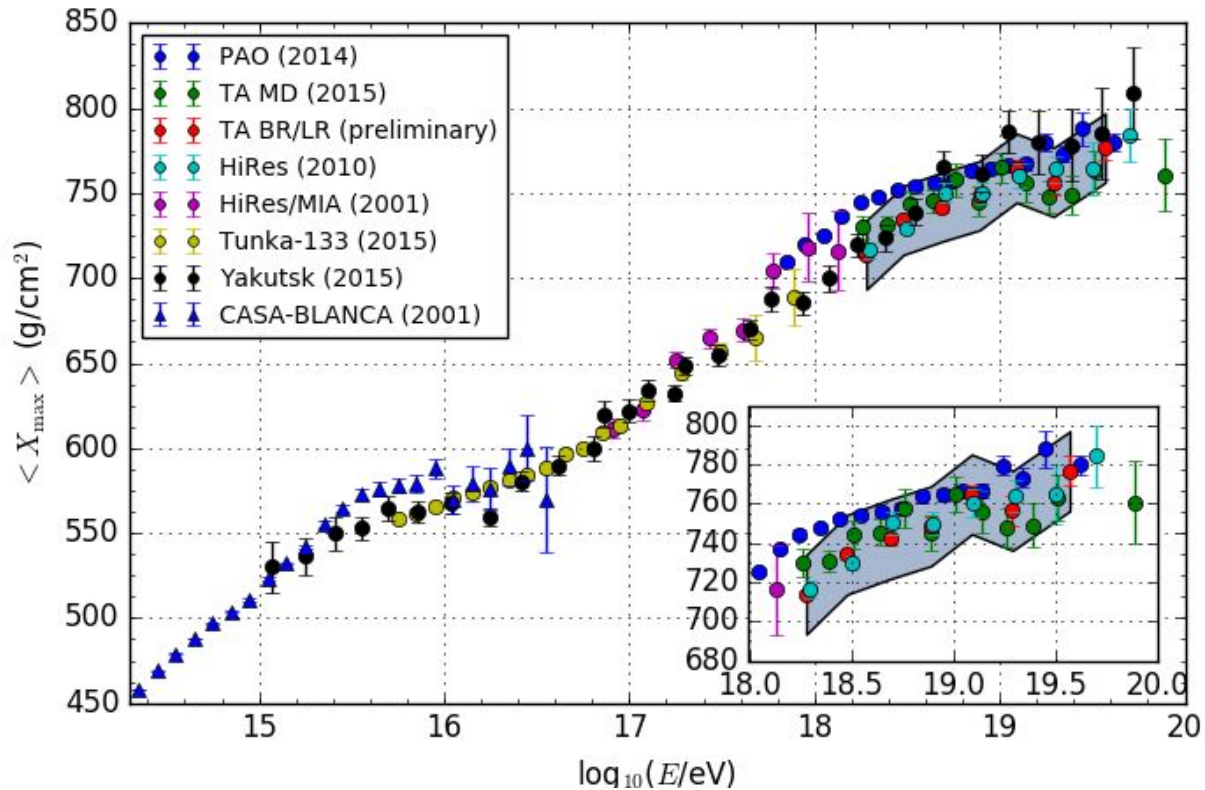 850
800
750
700
650
600
550
500
450
< X_max > (g/cm²)
PAO (2014)
TA MD (2015)
TA BR/LR (preliminary)
HiRes (2010)
HiRes/MIA (2001)
Tunka-133 (2015)
Yakutsk (2015)
CASA-BLANCA (2001)
800
780
760
740
720
700
680
18.0 18.5 19.0 19.5 20.0
15 16 17 18 19 20
log₁₀(E/eV)